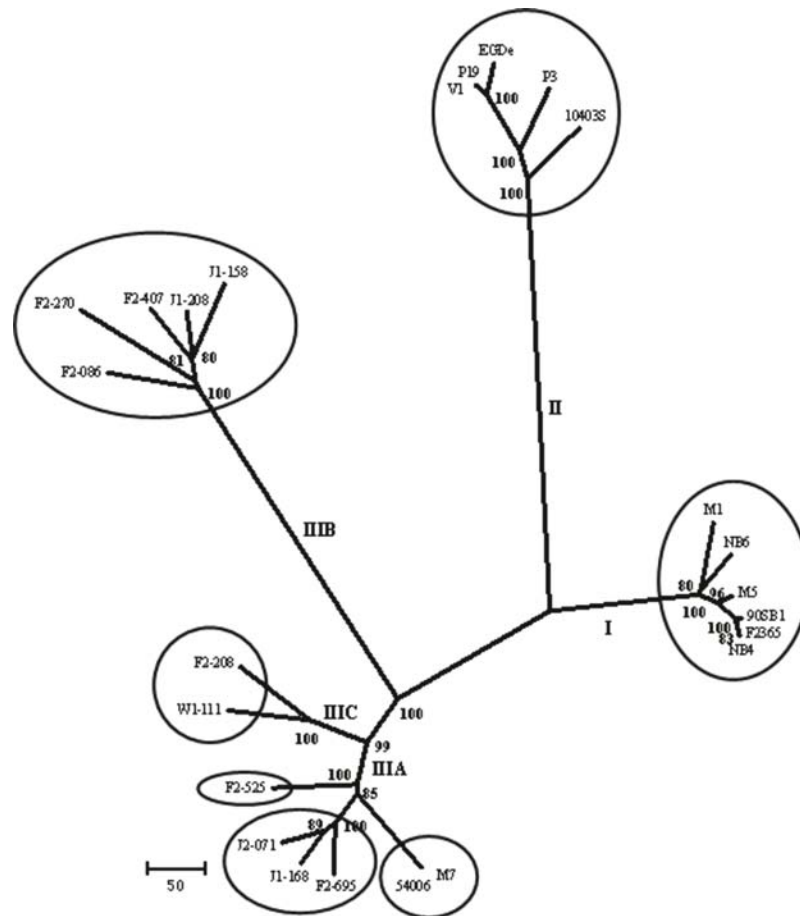 EGDe
P19
V1
P3
100
10403S
100
100
J1-158
F2-407
J1-208
F2-270
81
80
F2-086
100
II
M1
NB6
IIIB
80
96
M5
100
90SB1
100
F2365
83
NB4
I
F2-208
W1-111
IIIC
100
100
99
100
IIIA
F2-525
85
89
100
J2-071
J1-168
F2-695
M7
54006
50